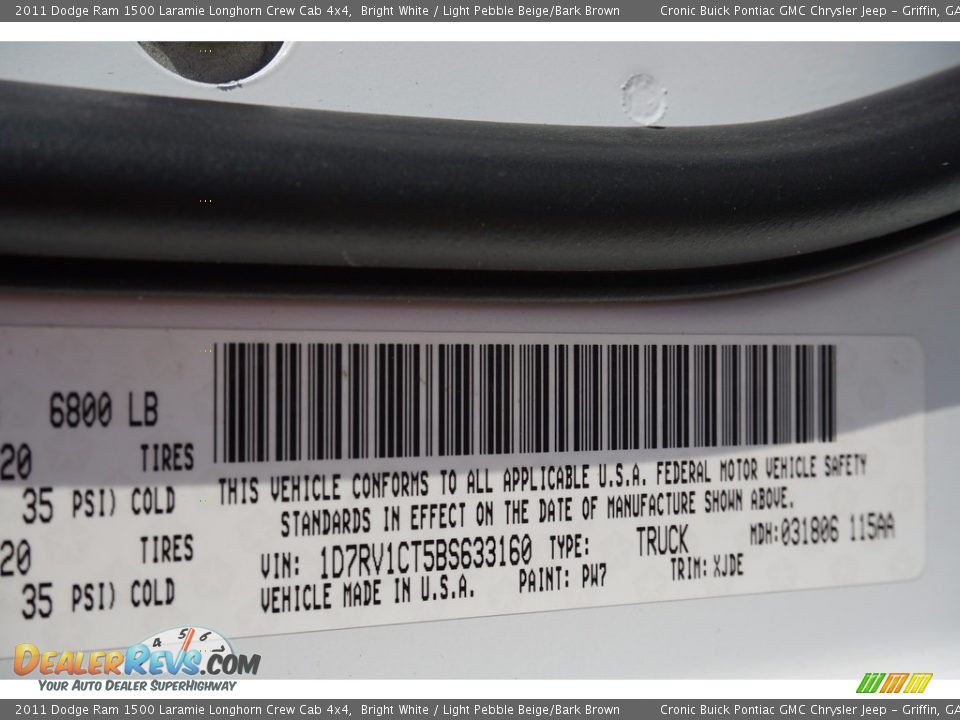 2011 Dodge Ram 1500 Laramie Longhorn Crew Cab 4x4, Bright White / Light Pebble Beige/Bark Brown Cronic Buick Pontiac GMC Chrysler Jeep - Griffin, GA
6800 LB
20 TIRES
35 PSI) COLD
20 TIRES
35 PSI) COLD
THIS VEHICLE CONFORMS TO ALL APPLICABLE U.S.A. FEDERAL MOTOR VEHICLE SAFETY
STANDARDS IN EFFECT ON THE DATE OF MANUFACTURE SHOWN ABOVE.
VIN: 1D7RV1CT5BS633160 TYPE: TRUCK MDH:031806 115AA
VEHICLE MADE IN U.S.A. PAINT: PW7 TRIM: XJDE
4 5 6 7
DEALERREVS.COM
YOUR AUTO DEALER SUPERHIGHWAY
2011 Dodge Ram 1500 Laramie Longhorn Crew Cab 4x4, Bright White / Light Pebble Beige/Bark Brown Cronic Buick Pontiac GMC Chrysler Jeep - Griffin, GA